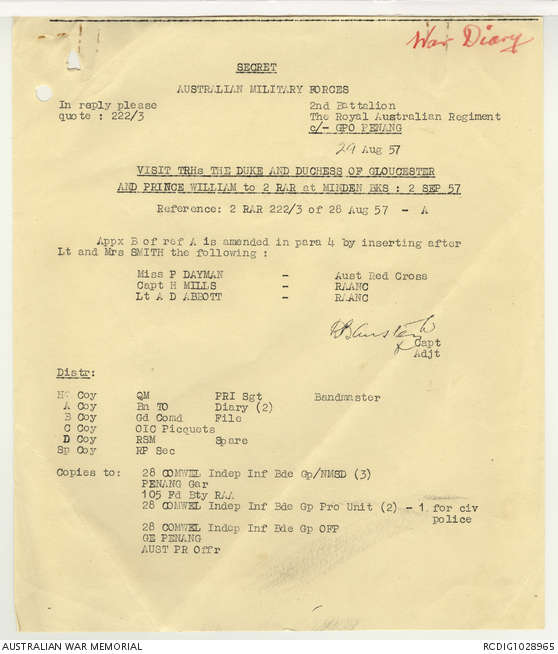 War Diary
SECRET
AUSTRALIAN MILITARY FORCES
In reply please
quote : 222/3
2nd Battalion
The Royal Australian Regiment
c/- GPO PENANG
29 Aug 57
VISIT TRHs THE DUKE AND DUCHESS OF GLOUCESTER
AND PRINCE WILLIAM to 2 RAR at MINDEN BKS : 2 SEP 57
Reference: 2 RAR 222/3 of 28 Aug 57 - A
Appx B of ref A is amended in para 4 by inserting after
Lt and Mrs SMITH the following :
Miss P DAYMAN - Aust Red Cross
Capt H MILLS - RAANC
Lt A D ABBOTT - RAANC
Capt
Adjt
Distr:
HQ Coy QM PRI Sgt Bandmaster
A Coy Bn TO Diary (2)
B Coy Gd Comd File
C Coy OIC Picquets
D Coy RSM Spare
Sp Coy RP Sec
Copies to: 28 COMWEL Indep Inf Bde Gp/NMSD (3)
PENANG Gar
105 Fd Bty RAA
28 COMWEL Indep Inf Bde Gp Pro Unit (2) - 1 for civ
police
28 COMWEL Indep Inf Bde Gp OFP
GE PENANG
AUST PR Offr
AUSTRALIAN WAR MEMORIAL
RCDIG1028965